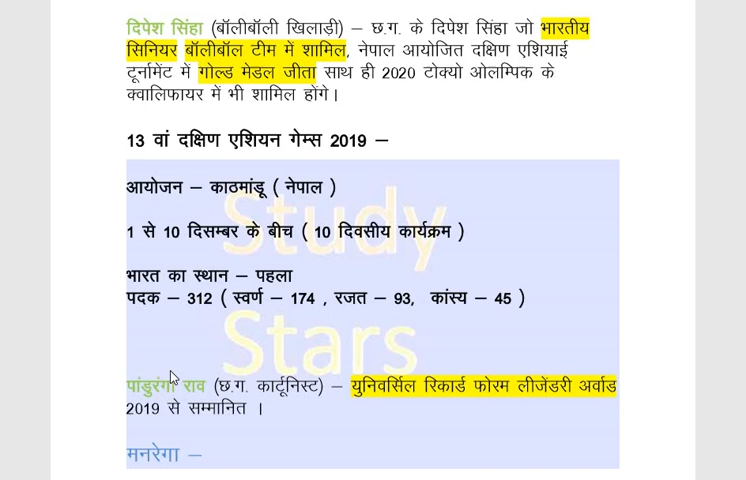 दिपेश सिंहा (बॉलीबॉली खिलाड़ी) – छ.ग. के दिपेश सिंहा जो भारतीय
सिनियर बॉलीबॉल टीम में शामिल, नेपाल आयोजित दक्षिण एशियाई
टूर्नामेंट में गोल्ड मेडल जीता साथ ही 2020 टोक्यो ओलम्पिक के
क्वालिफायर में भी शामिल होंगे।
13 वां दक्षिण एशियन गेम्स 2019 –
आयोजन – काठमांडू ( नेपाल )
1 से 10 दिसम्बर के बीच ( 10 दिवसीय कार्यक्रम )
भारत का स्थान – पहला
पदक – 312 ( स्वर्ण – 174 , रजत – 93, कांस्य – 45 )
Study
Stars
पांडुरंगा राव (छ.ग. कार्टूनिस्ट) – युनिवर्सिल रिकार्ड फोरम लीजेंडरी अर्वाड
2019 से सम्मानित ।
मनरेगा –